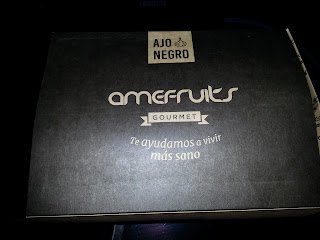 AJO
NEGRO
amefruits
GOURMET
Te ayudamos a vivir
más sano